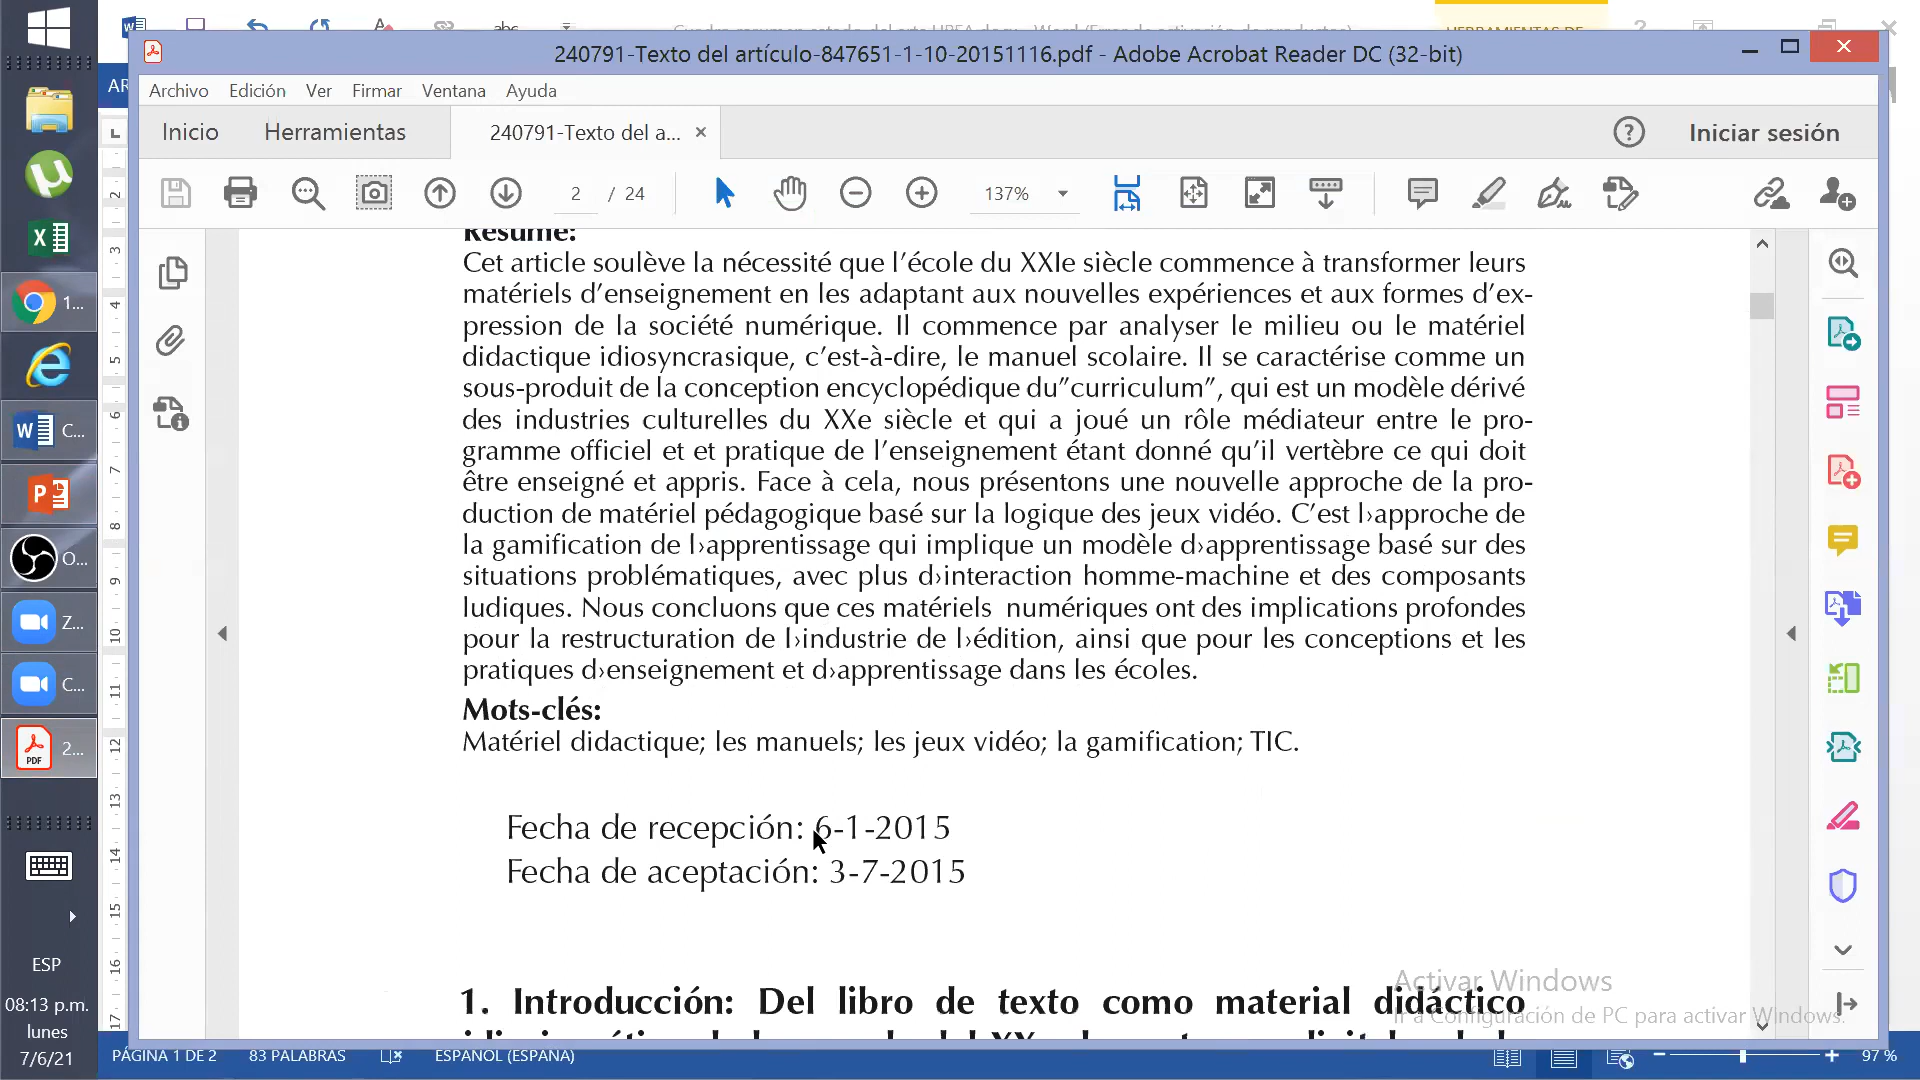 240791-Texto del artículo-847651-1-10-20151116.pdf - Adobe Acrobat Reader DC (32-bit)
Archivo Edición Ver Firmar Ventana Ayuda
Inicio Herramientas 240791-Texto del a... × Iniciar sesión
2 / 24 137%
Résumé:
Cet article soulève la nécessité que l'école du XXIe siècle commence à transformer leurs
matériels d'enseignement en les adaptant aux nouvelles expériences et aux formes d'ex-
pression de la société numérique. Il commence par analyser le milieu ou le matériel
didactique idiosyncrasique, c'est-à-dire, le manuel scolaire. Il se caractérise comme un
sous-produit de la conception encyclopédique du”curriculum”, qui est un modèle dérivé
des industries culturelles du XXe siècle et qui a joué un rôle médiateur entre le pro-
gramme officiel et et pratique de l'enseignement étant donné qu'il vertèbre ce qui doit
être enseigné et appris. Face à cela, nous présentons une nouvelle approche de la pro-
duction de matériel pédagogique basé sur la logique des jeux vidéo. C'est l›approche de
la gamification de l›apprentissage qui implique un modèle d›apprentissage basé sur des
situations problématiques, avec plus d›interaction homme-machine et des composants
ludiques. Nous concluons que ces matériels numériques ont des implications profondes
pour la restructuration de l›industrie de l›édition, ainsi que pour les conceptions et les
pratiques d›enseignement et d›apprentissage dans les écoles.
Mots-clés:
Matériel didactique; les manuels; les jeux vidéo; la gamification; TIC.
Fecha de recepción: 6-1-2015
Fecha de aceptación: 3-7-2015
1. Introducción: Del libro de texto como material didáctico
Activar Windows
Ir a Configuración de PC para activar Windows.
1...
C...
O...
Z...
C...
2...
ESP
08:13 p.m.
lunes
7/6/21
PÁGINA 1 DE 2 83 PALABRAS ESPAÑOL (ESPAÑA) 97 %